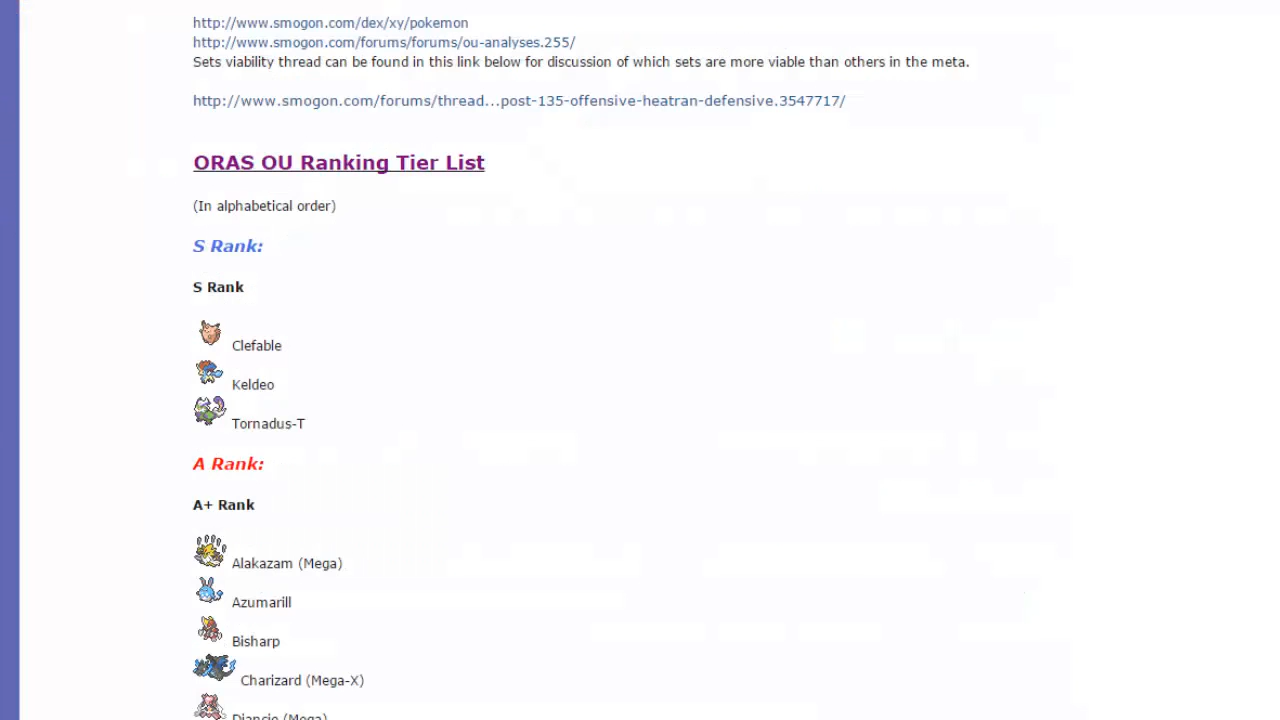 http://www.smogon.com/dex/xy/pokemon
http://www.smogon.com/forums/forums/ou-analyses.255/
Sets viability thread can be found in this link below for discussion of which sets are more viable than others in the meta.
http://www.smogon.com/forums/thread...post-135-offensive-heatran-defensive.3547717/
ORAS OU Ranking Tier List
(In alphabetical order)
S Rank:
S Rank
Clefable
Keldeo
Tornadus-T
A Rank:
A+ Rank
Alakazam (Mega)
Azumarill
Bisharp
Charizard (Mega-X)
Diancie (Mega)